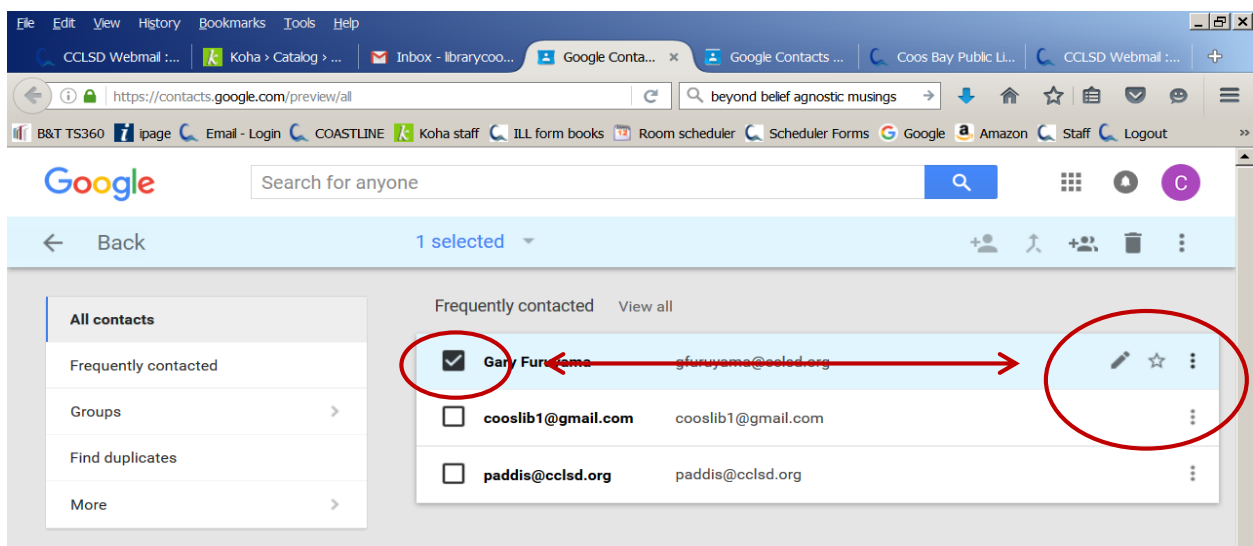 File Edit View History Bookmarks Tools Help
CCLSD Webmail :... Koha › Catalog › ... Inbox - librarycoo... Google Conta... × Google Contacts ... Coos Bay Public Li... CCLSD Webmail :...
https://contacts.google.com/preview/all beyond belief agnostic musings
B&T TS360 ipage Email - Login COASTLINE Koha staff ILL form books Room scheduler Scheduler Forms Google Amazon Staff Logout »
Google Search for anyone C
Back 1 selected
Frequently contacted View all
All contacts
Gary Furuyama gfuruyama@cclsd.org
Frequently contacted
Groups
cooslib1@gmail.com cooslib1@gmail.com
Find duplicates
paddis@cclsd.org paddis@cclsd.org
More